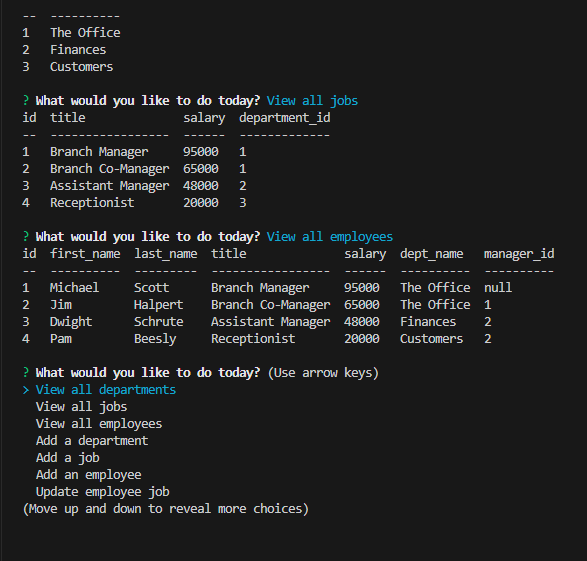 --  ----------
1   The Office
2   Finances
3   Customers
? What would you like to do today? View all jobs
id  title              salary  department_id
--  -----------------  ------  -------------
1   Branch Manager     95000   1
2   Branch Co-Manager  65000   1
3   Assistant Manager  48000   2
4   Receptionist       20000   3
? What would you like to do today? View all employees
id  first_name  last_name  title              salary  dept_name   manager_id
--  ----------  ---------  -----------------  ------  ----------  ----------
1   Michael     Scott      Branch Manager     95000   The Office  null
2   Jim         Halpert    Branch Co-Manager  65000   The Office  1
3   Dwight      Schrute    Assistant Manager  48000   Finances    2
4   Pam         Beesly     Receptionist       20000   Customers   2
? What would you like to do today? (Use arrow keys)
> View all departments
  View all jobs
  View all employees
  Add a department
  Add a job
  Add an employee
  Update employee job
(Move up and down to reveal more choices)